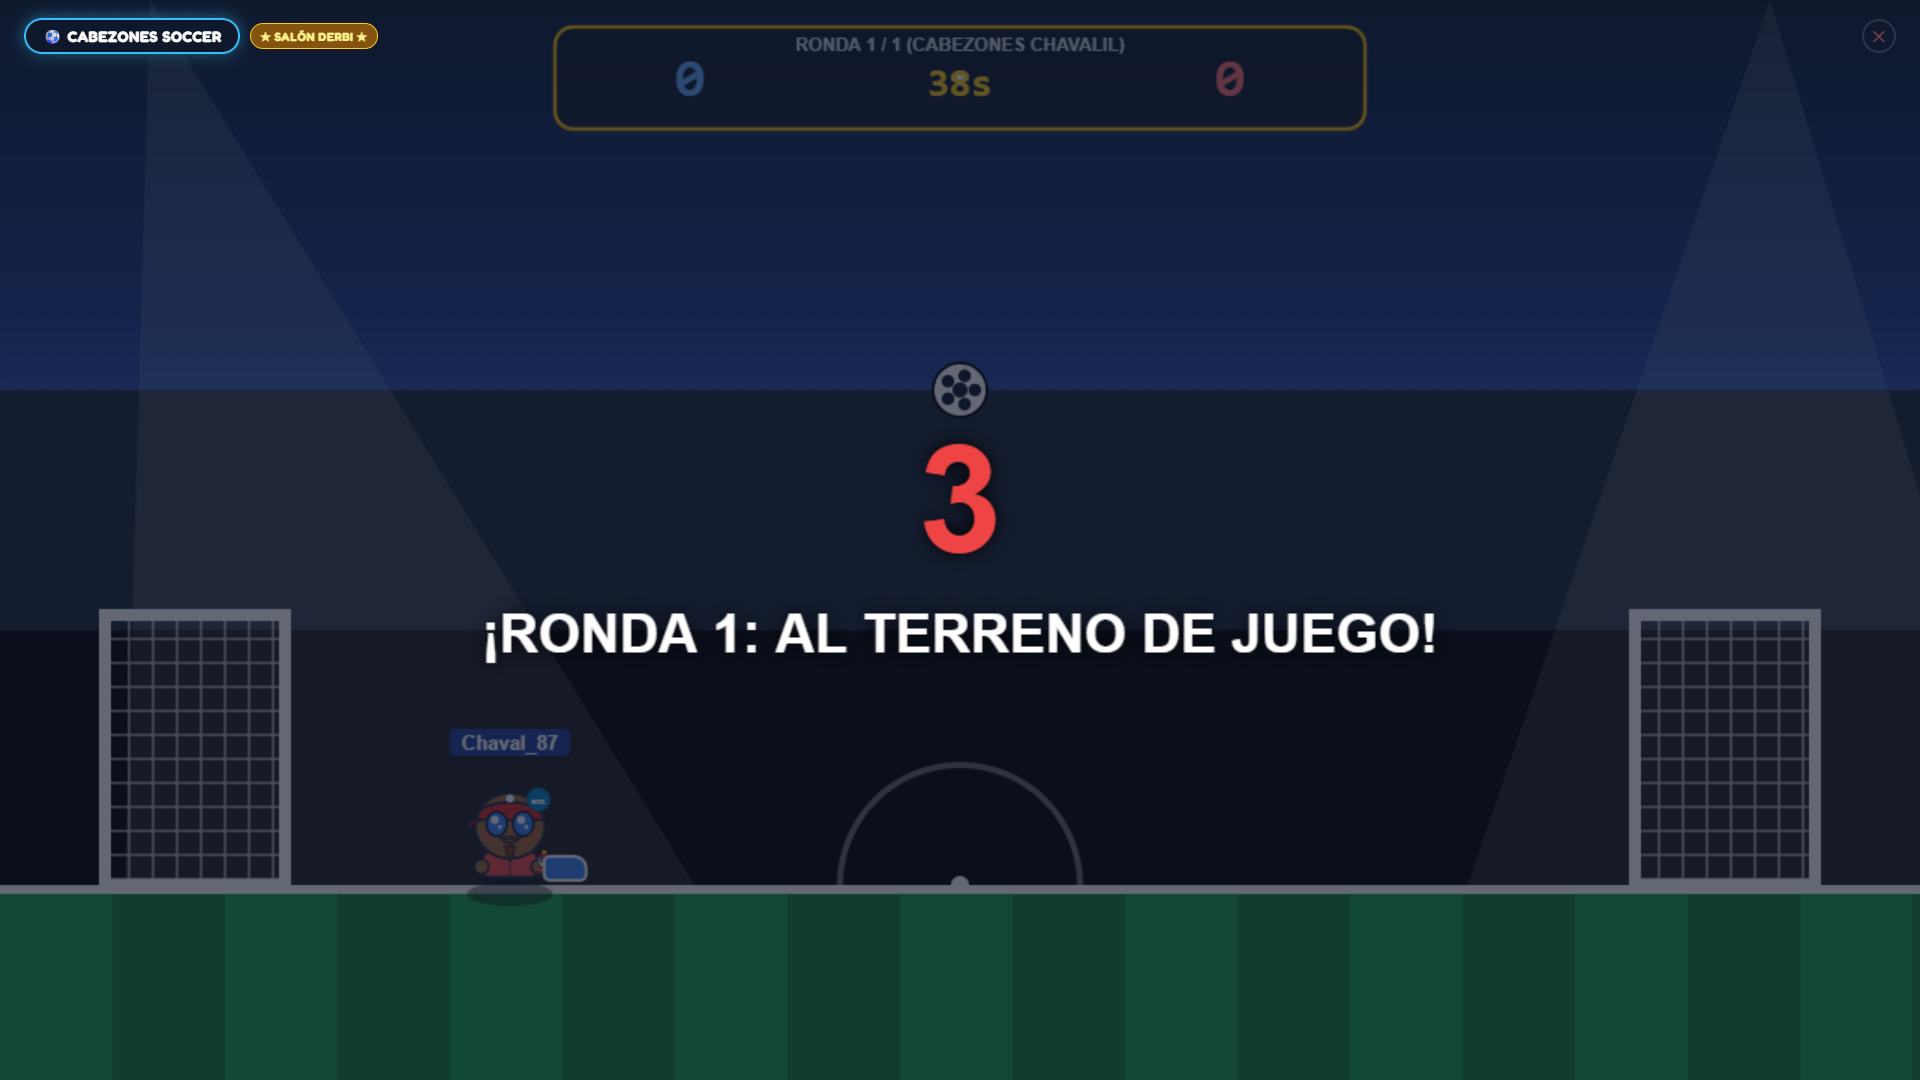 CABEZONES SOCCER
★ SALÓN DERBI ★
RONDA 1 / 1 (CABEZONES CHAVALIL)
0
38s
0
3
¡RONDA 1: AL TERRENO DE JUEGO!
Chaval_87